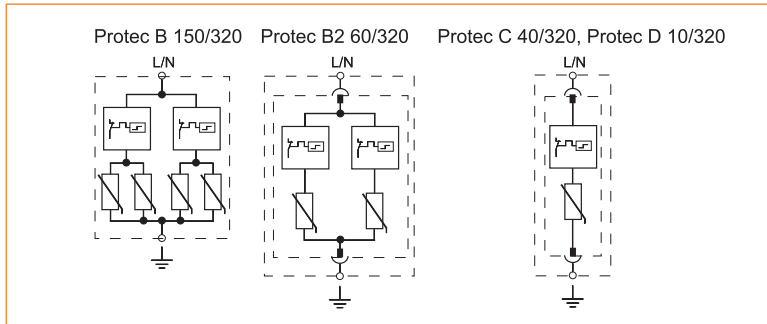 Protec B 150/320
Protec B2 60/320
Protec C 40/320, Protec D 10/320
L/N
L/N
L/N